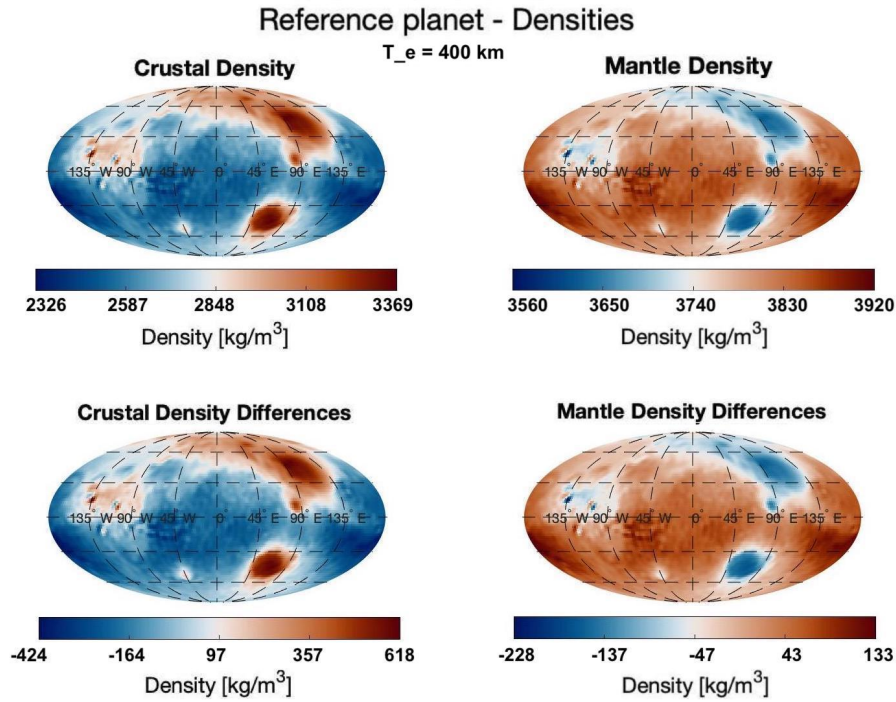 Reference planet - Densities
T_e = 400 km
Crustal Density
135° W 90° W 45° W 0° 45° E 90° E 135° E
2326 2587 2848 3108 3369
Density [kg/m³]
Mantle Density
135° W 90° W 45° W 0° 45° E 90° E 135° E
3560 3650 3740 3830 3920
Density [kg/m³]
Crustal Density Differences
135° W 90° W 45° W 0° 45° E 90° E 135° E
-424 -164 97 357 618
Density [kg/m³]
Mantle Density Differences
135° W 90° W 45° W 0° 45° E 90° E 135° E
-228 -137 -47 43 133
Density [kg/m³]